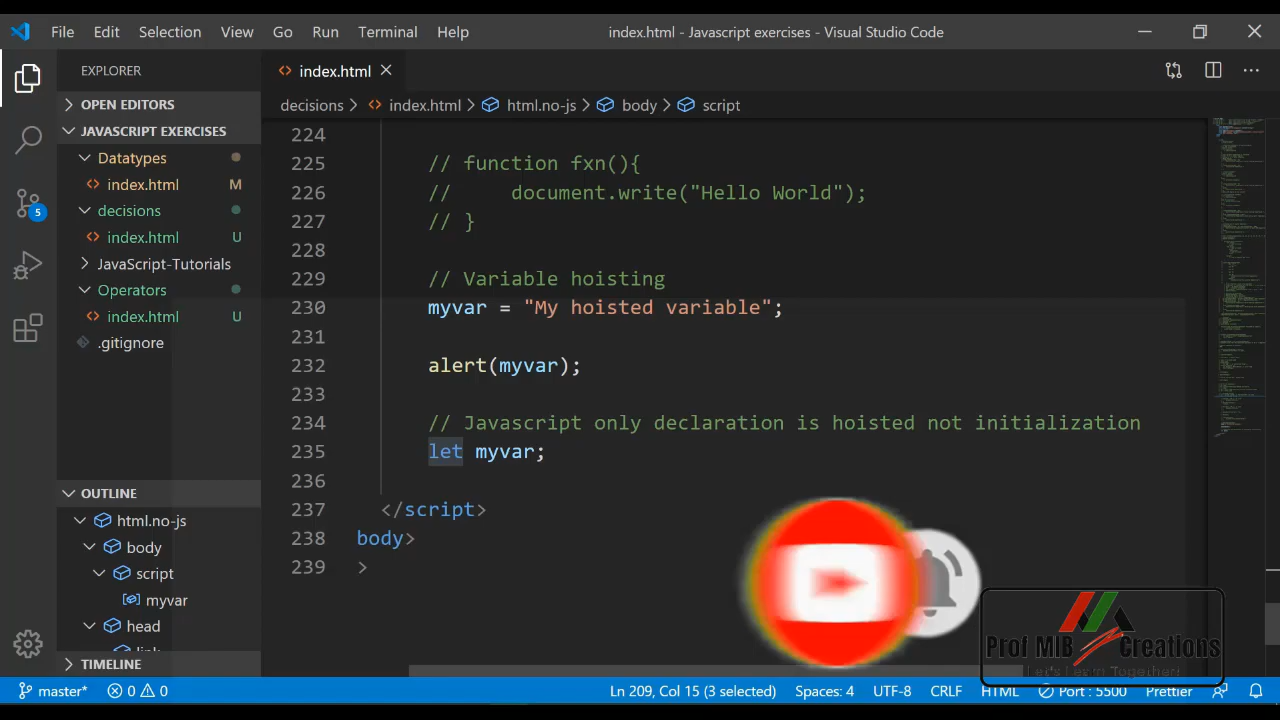 File Edit Selection View Go Run Terminal Help index.html - Javascript exercises - Visual Studio Code
EXPLORER
index.html
OPEN EDITORS
decisions > index.html > html.no-js > body > script
JAVASCRIPT EXERCISES
Datatypes
index.html M
decisions
index.html U
JavaScript-Tutorials
Operators
index.html U
.gitignore
5
OUTLINE
html.no-js
body
script
myvar
head
link
TIMELINE
224
225 // function fxn(){
226 // document.write("Hello World");
227 // }
228
229 // Variable hoisting
230 myvar = "My hoisted variable";
231
232 alert(myvar);
233
234 // Javascript only declaration is hoisted not initialization
235 let myvar;
236
237 </script>
238 body>
239 >
Prof MIB Creations
Let's Learn Together!
master* 0 0 Ln 209, Col 15 (3 selected) Spaces: 4 UTF-8 CRLF HTML Port : 5500 Prettier